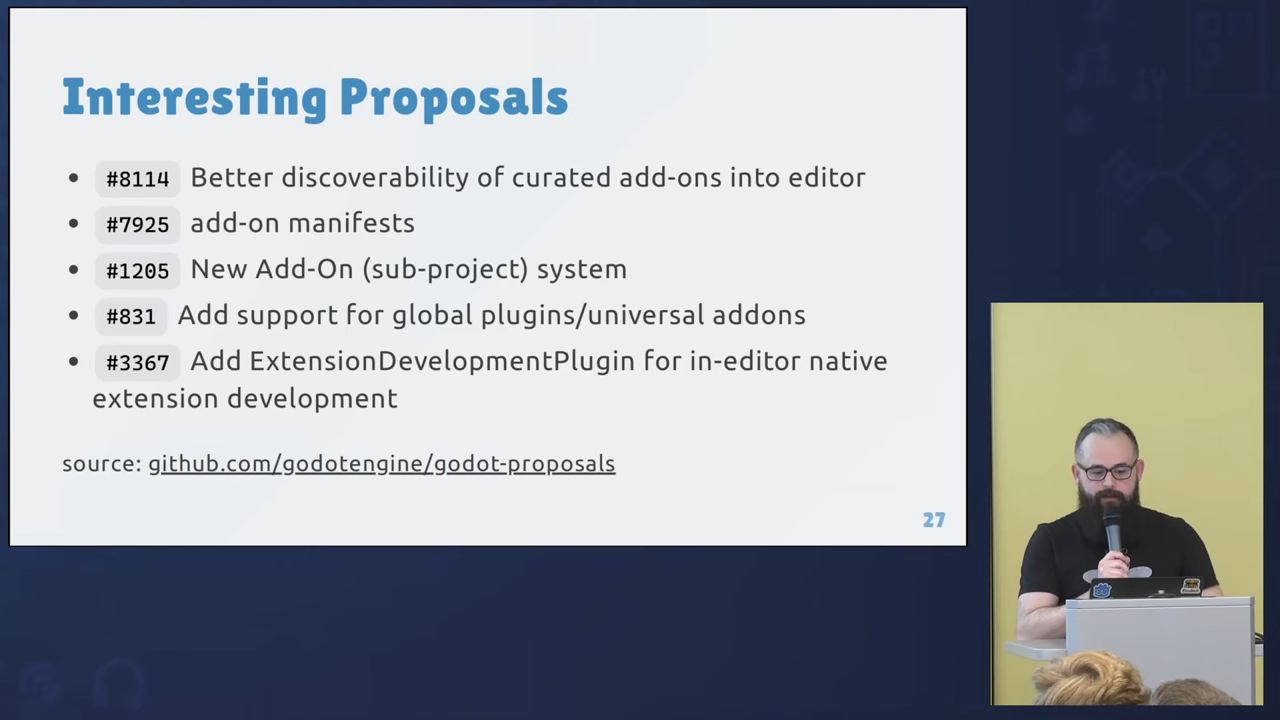 Interesting Proposals
• #8114 Better discoverability of curated add-ons into editor
• #7925 add-on manifests
• #1205 New Add-On (sub-project) system
• #831 Add support for global plugins/universal addons
• #3367 Add ExtensionDevelopmentPlugin for in-editor native
extension development
source: github.com/godotengine/godot-proposals
27